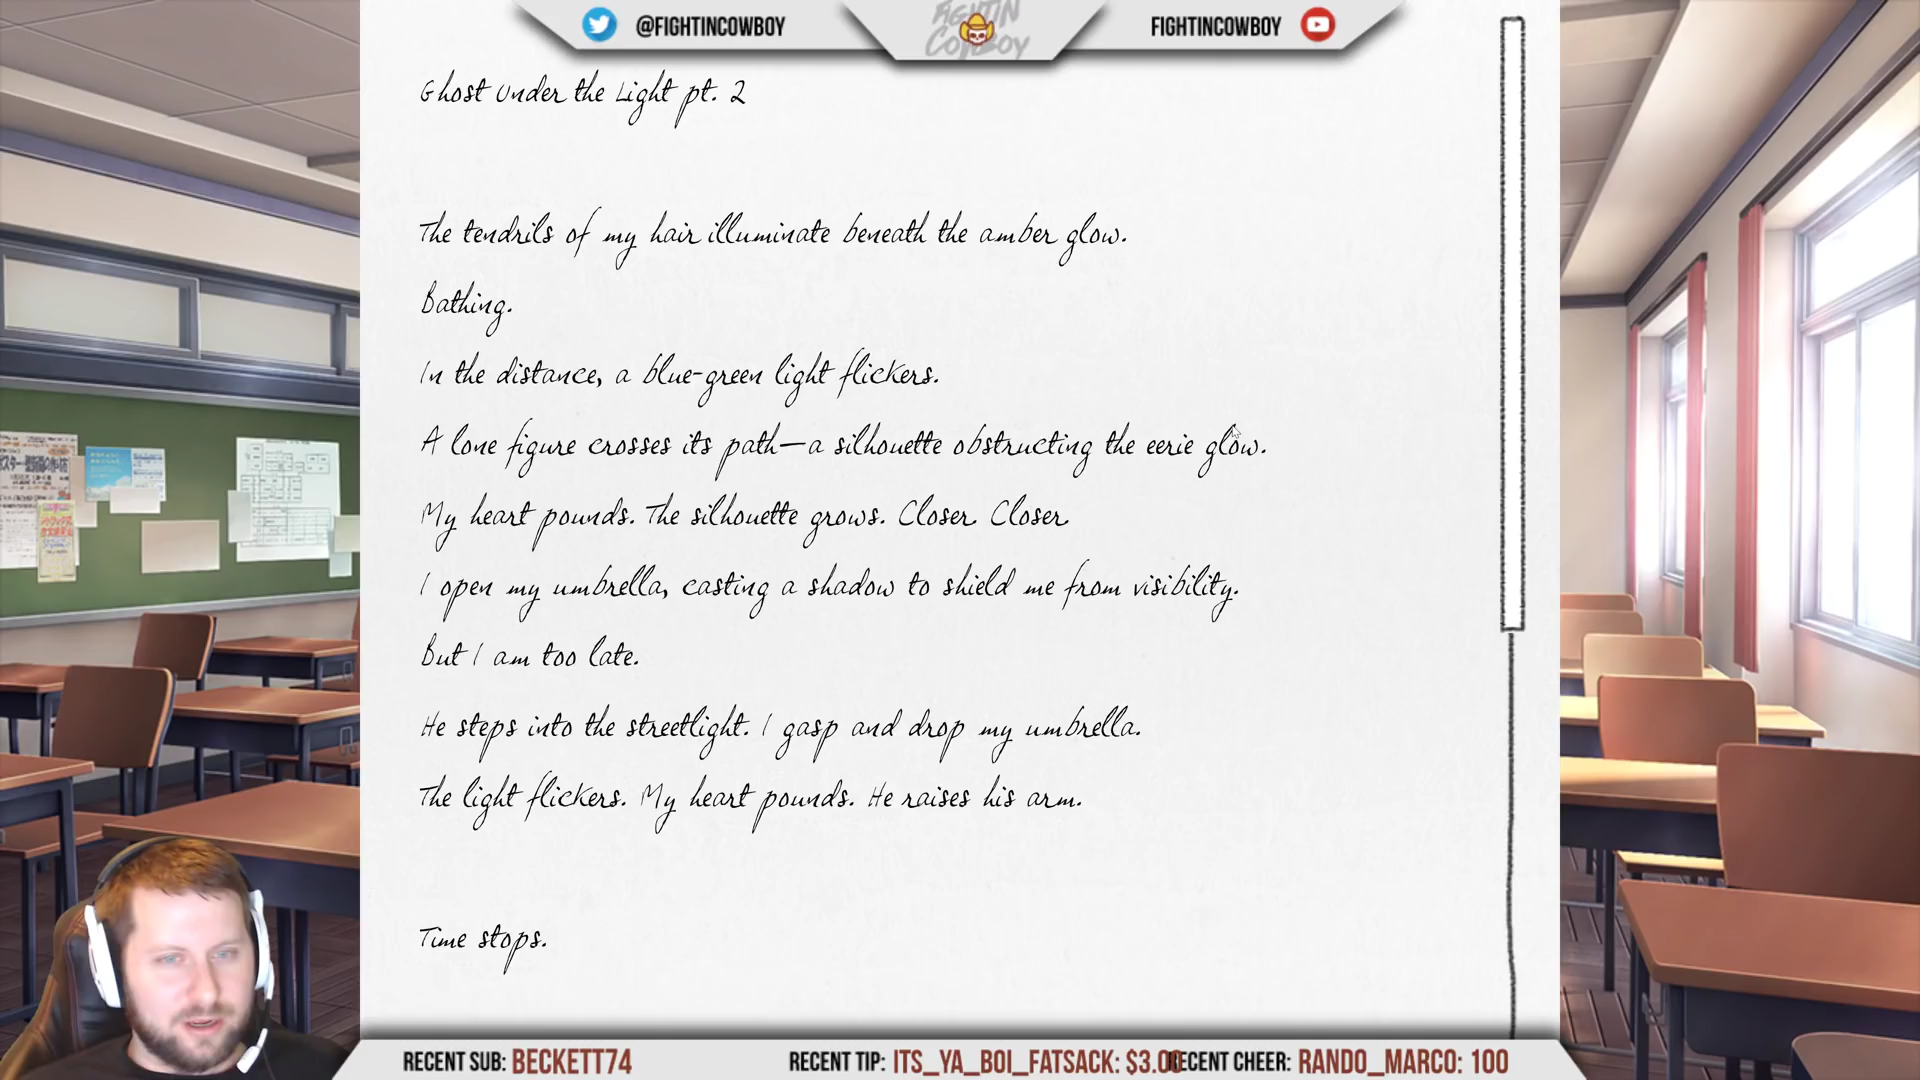 @FIGHTINCOWBOY
FIGHTIN COWBOY
FIGHTINCOWBOY
Ghost Under the Light pt. 2
The tendrils of my hair illuminate beneath the amber glow.
Bathing.
In the distance, a blue-green light flickers.
A lone figure crosses its path—a silhouette obstructing the eerie glow.
My heart pounds. The silhouette grows. Closer. Closer.
I open my umbrella, casting a shadow to shield me from visibility.
But I am too late.
He steps into the streetlight. I gasp and drop my umbrella.
The light flickers. My heart pounds. He raises his arm.
Time stops.
RECENT SUB: BECKETT74
RECENT TIP: ITS_YA_BOI_FATSACK: $3.00
RECENT CHEER: RANDO_MARCO: 100